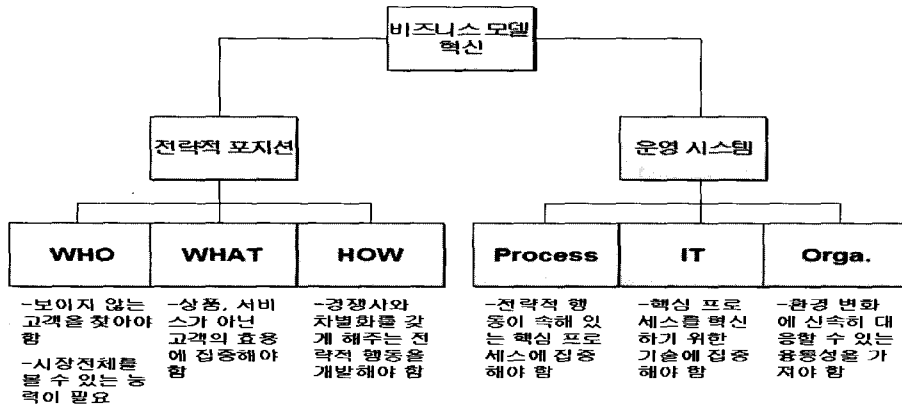 비즈니스 모델
혁신
전략적 포지션
운영 시스템
WHO
WHAT
HOW
Process
IT
Orga.
-보이지 않는
고객을 찾아야
함
-시장전체를
볼 수 있는 능
력이 필요
-상품, 서비
스가 아닌
고객의 효용
에 집중해야
함
-경쟁사와
차별화를 갖
게 해주는 전
략적 행동을
개발해야 함
-전략적 행
동이 속해 있
는 핵심 프로
세스에 집중
해야 함
-핵심 프로
세스를 혁신
하기 위한
기술에 집중
해야 함
-환경 변화
에 신속히 대
응할 수 있는
융통성을 가
져야 함